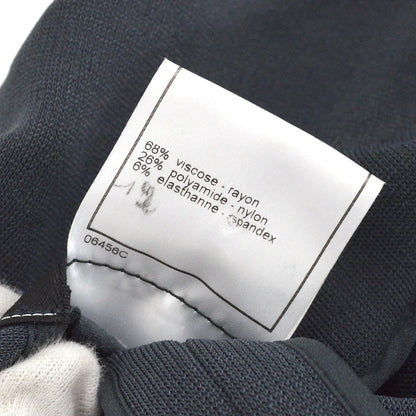 68% viscose - rayon
26% polyamide - nylon
6% elasthanne - spandex
06456C